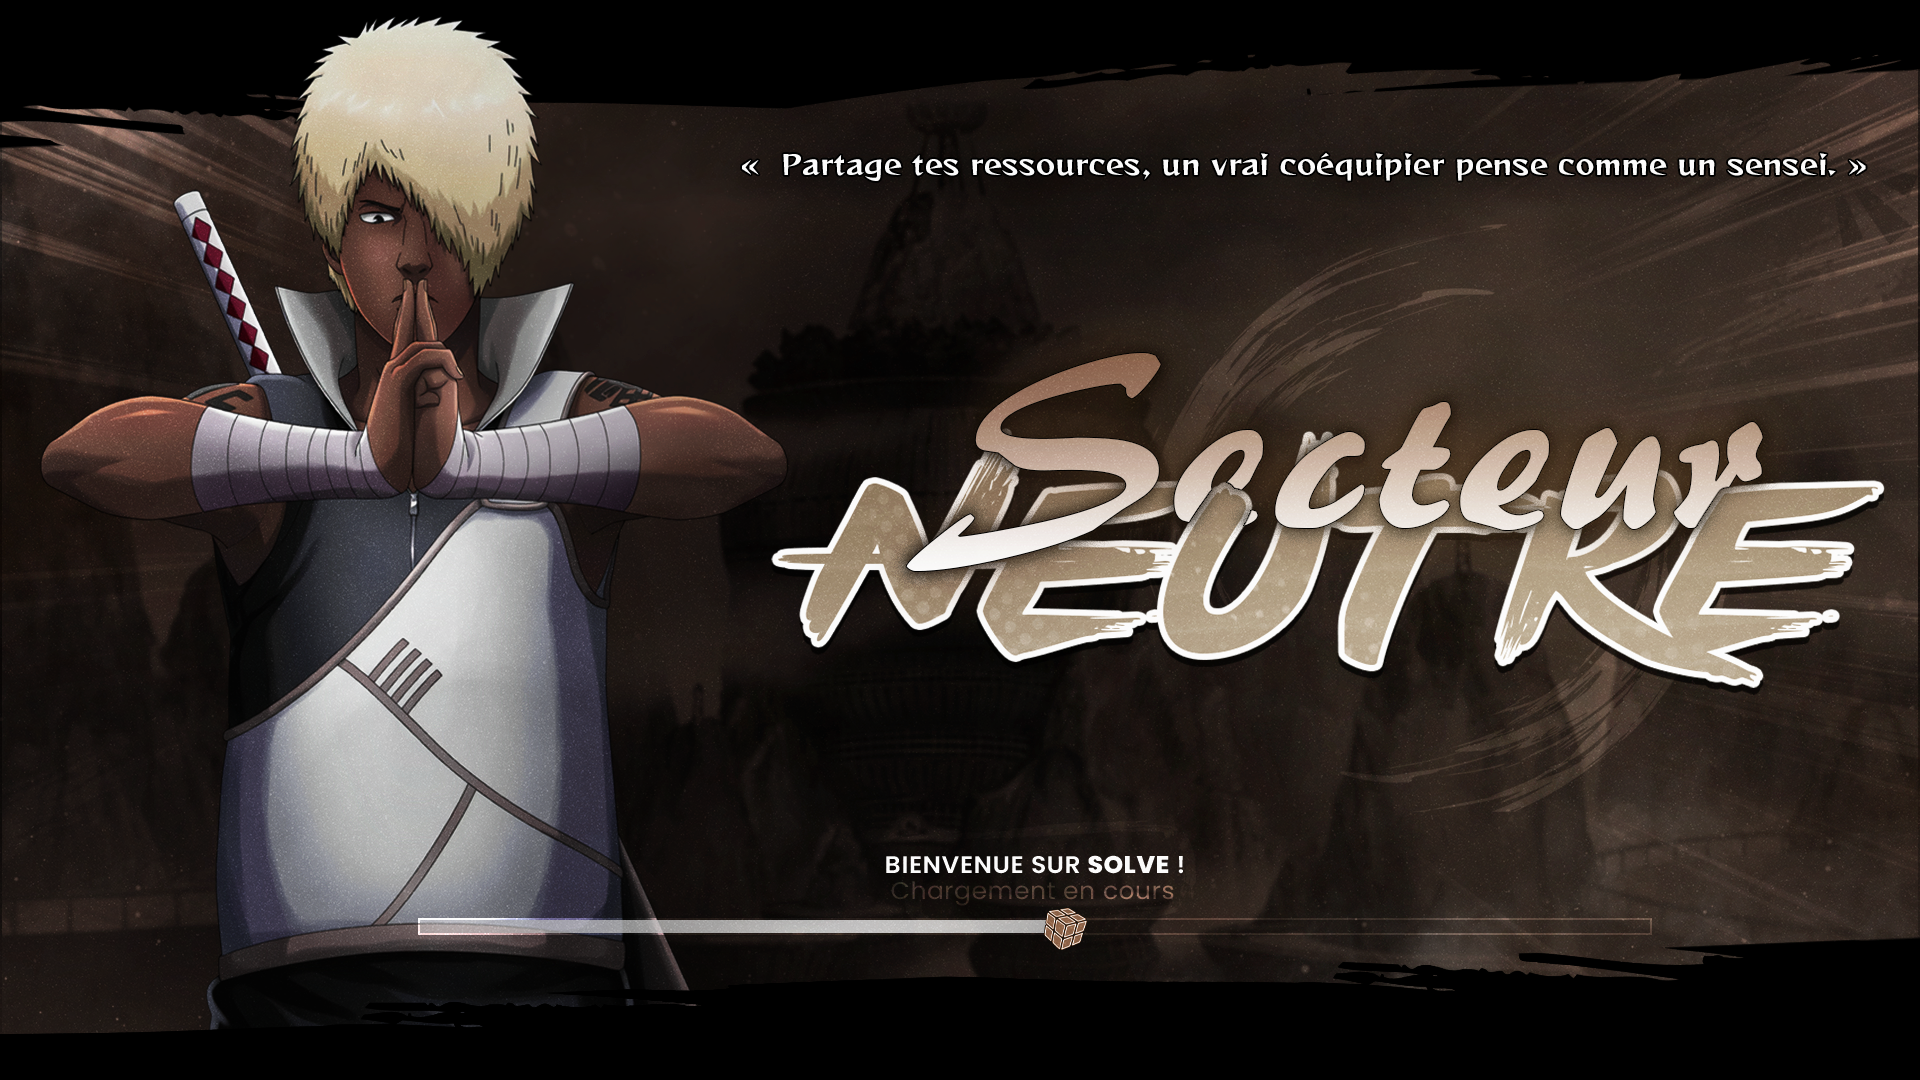 « Partage tes ressources, un vrai coéquipier pense comme un sensei. »
Secteur
NEUTRE
BIENVENUE SUR SOLVE !
Chargement en cours